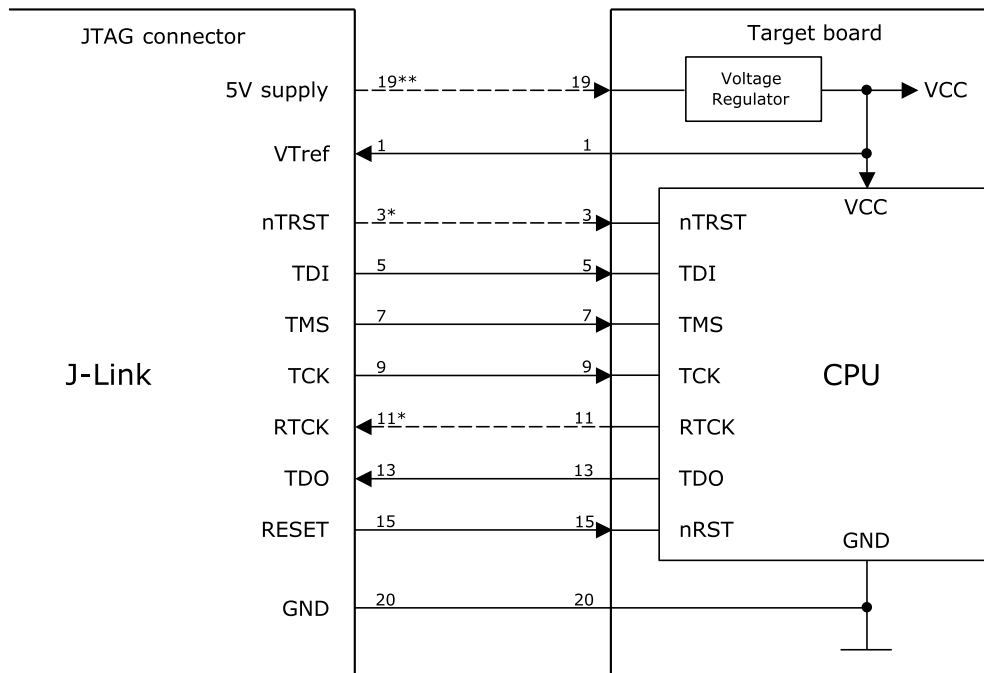 JTAG connector
Target board
5V supply
19**
19
Voltage
Regulator
VCC
VTref
1
1
VCC
nTRST
3*
3
nTRST
TDI
5
5
TDI
TMS
7
7
TMS
J-Link
TCK
9
9
TCK
CPU
RTCK
11*
11
RTCK
TDO
13
13
TDO
RESET
15
15
nRST
GND
GND
20
20